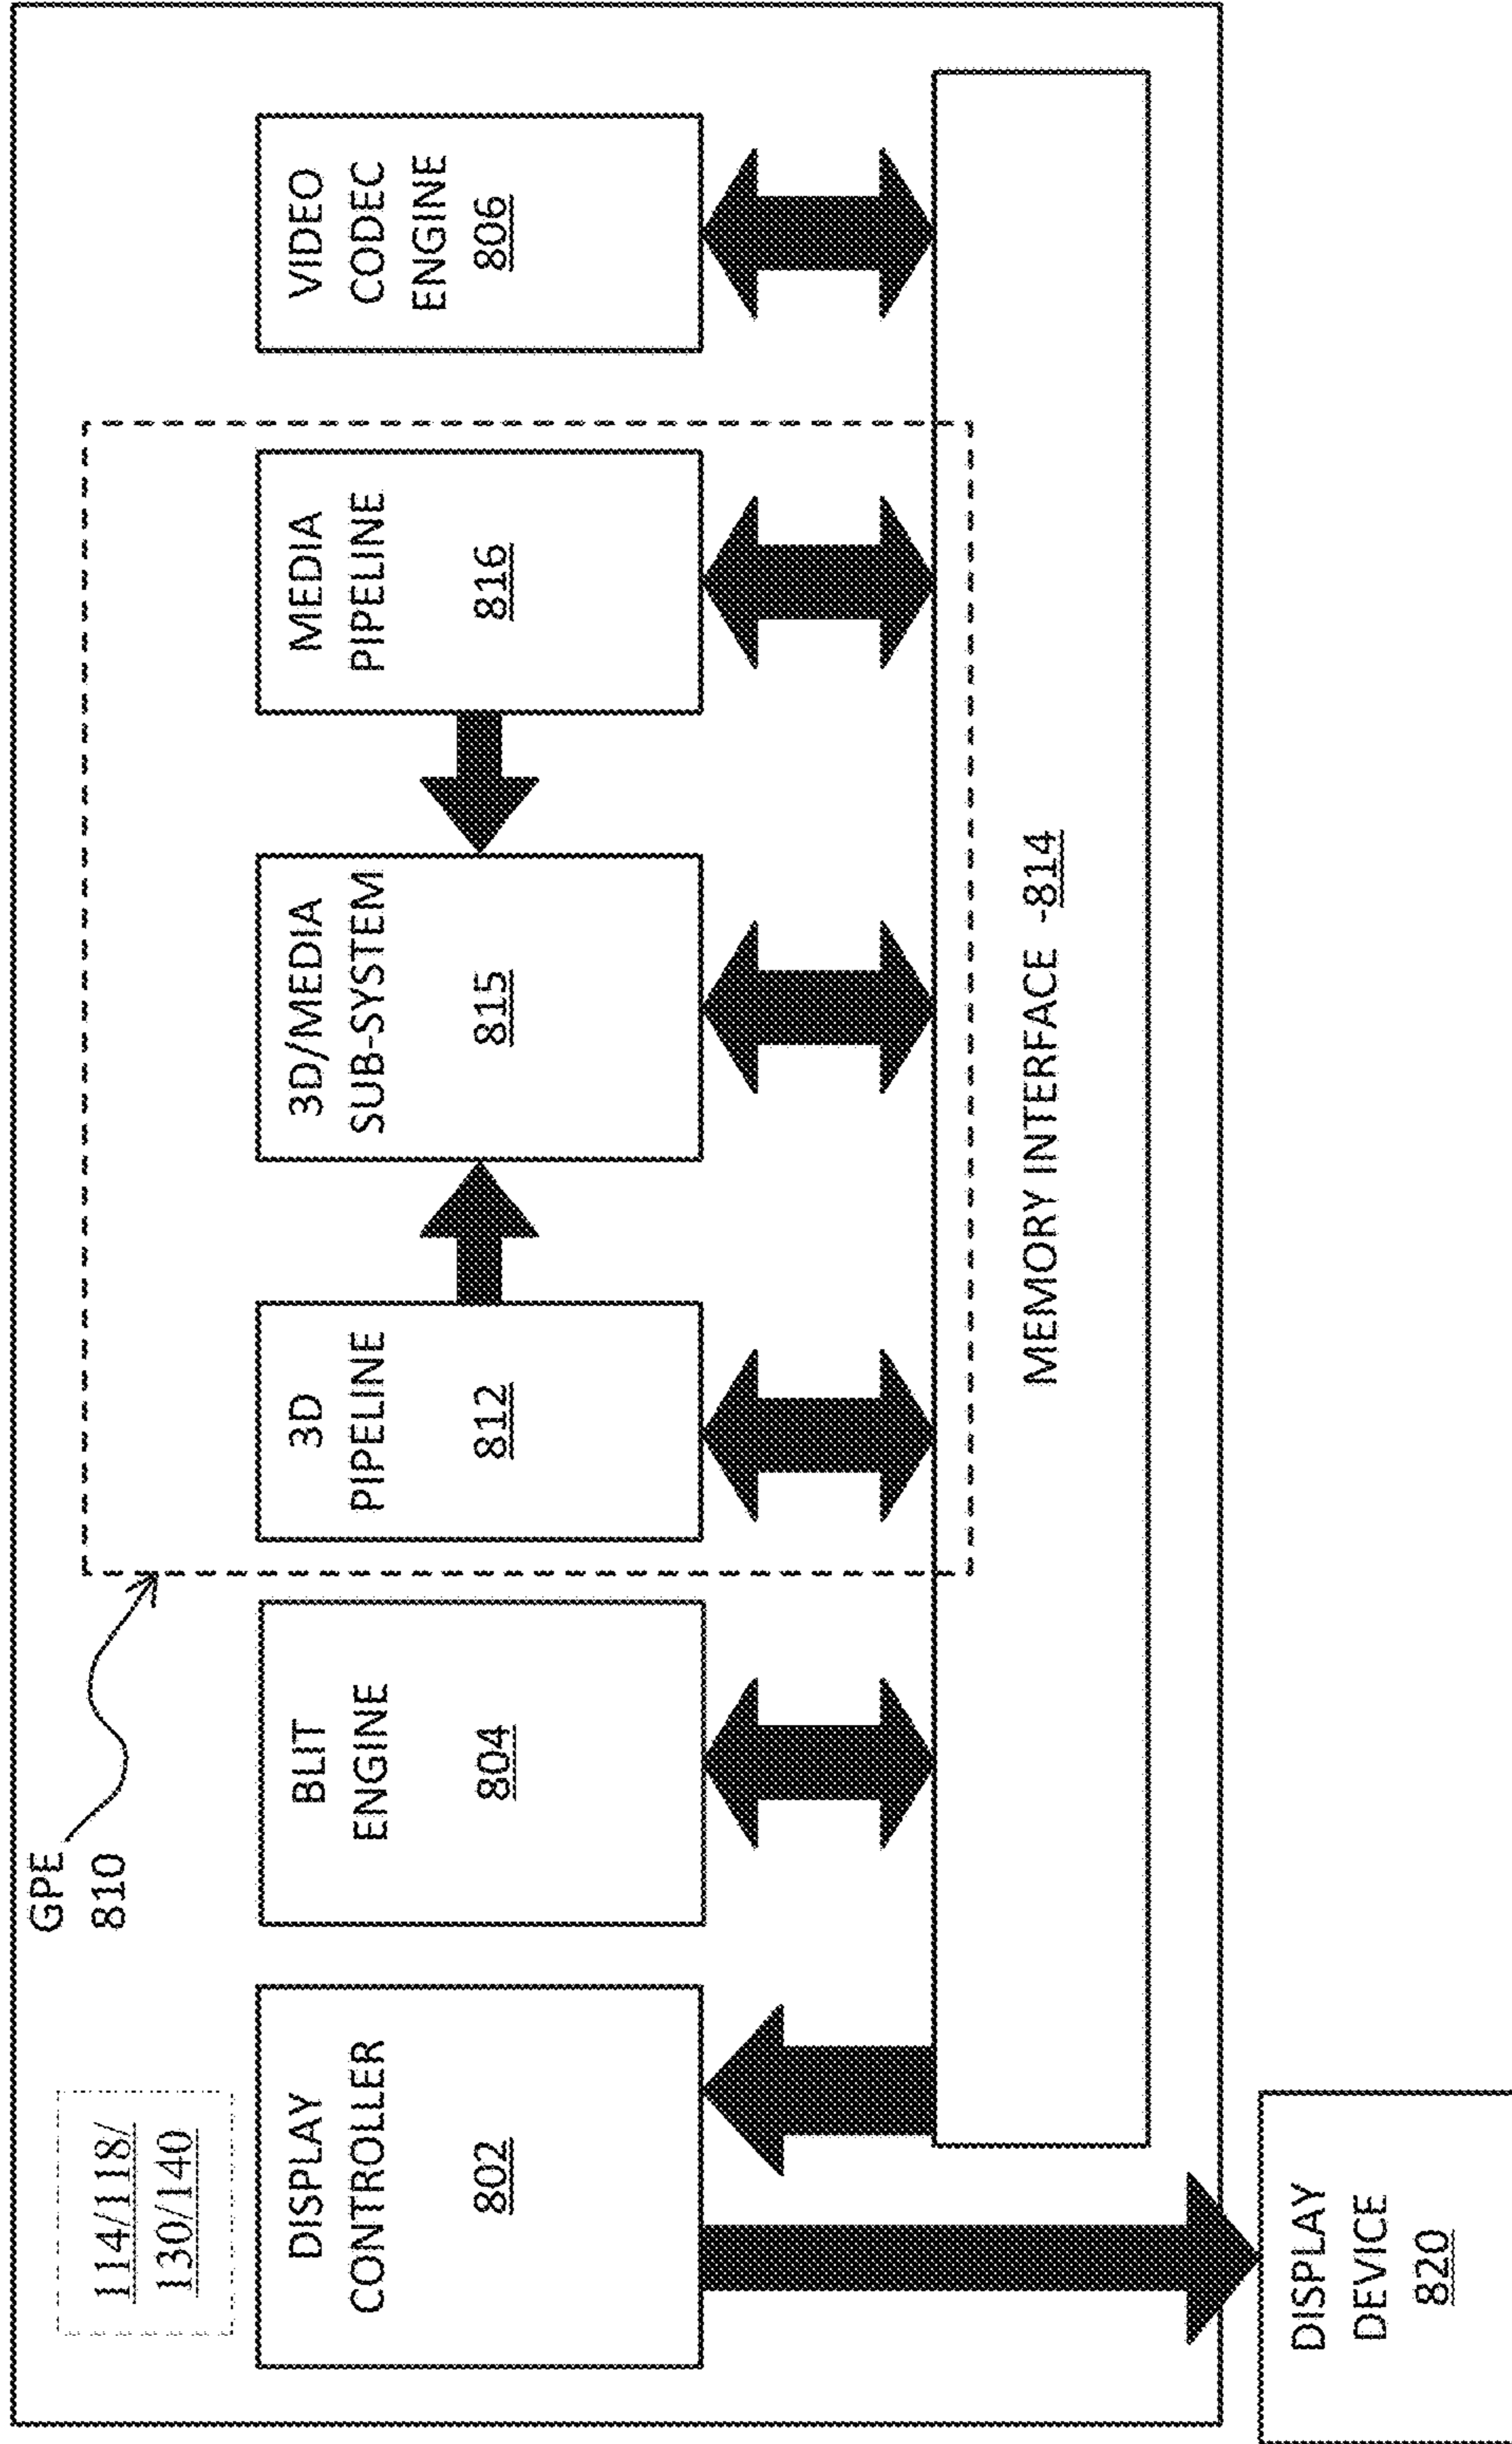 114/118/
130/140
GPE
810
DISPLAY
CONTROLLER
802
BLIT
ENGINE
804
3D
PIPELINE
812
3D/MEDIA
SUB-SYSTEM
815
MEDIA
PIPELINE
816
VIDEO
CODEC
ENGINE
806
MEMORY INTERFACE -814
DISPLAY
DEVICE
820